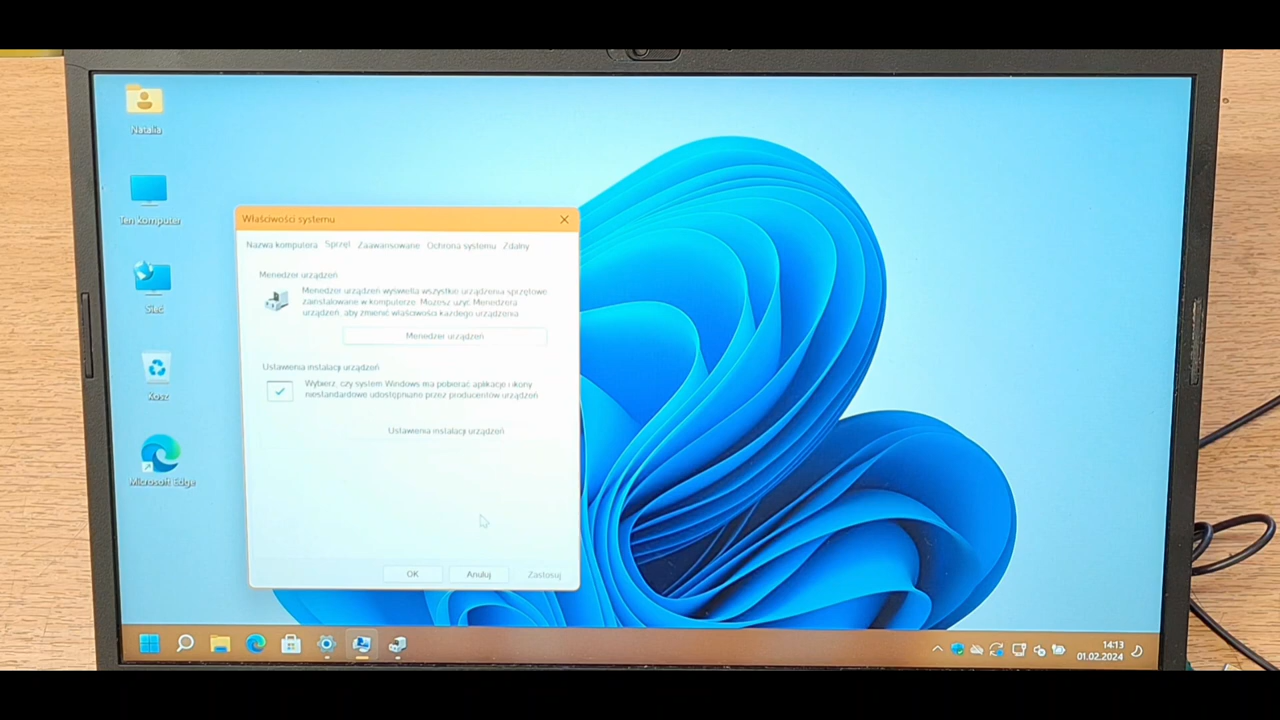 Natalia
Ten komputer
Sieć
Kosz
Microsoft Edge
Właściwości systemu
Nazwa komputera Sprzęt Zaawansowane Ochrona systemu Zdalny
Menedżer urządzeń
Menedżer urządzeń wyświetla wszystkie urządzenia sprzętowe
zainstalowane w komputerze. Możesz użyć Menedżera
urządzeń, aby zmienić właściwości każdego urządzenia.
Menedżer urządzeń
Ustawienia instalacji urządzeń
Wybierz, czy system Windows ma pobierać aplikacje i ikony
niestandardowe udostępniane przez producentów urządzeń
Ustawienia instalacji urządzeń
OK Anuluj Zastosuj
14:13
01.02.2024